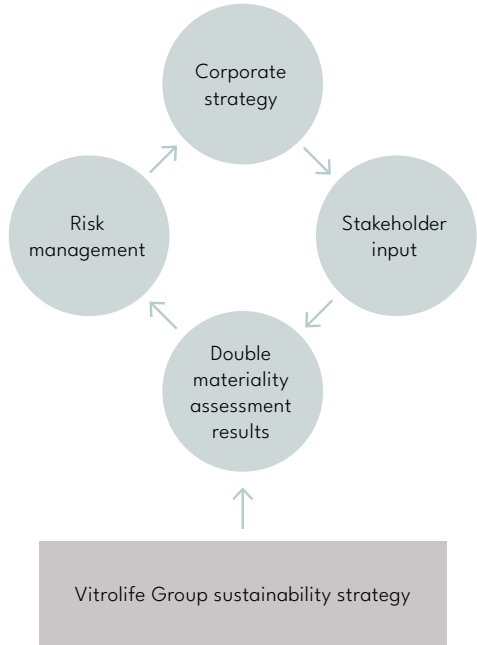 Corporate
strategy
Risk
management
Stakeholder
input
Double
materiality
assessment
results
Vitrolife Group sustainability strategy